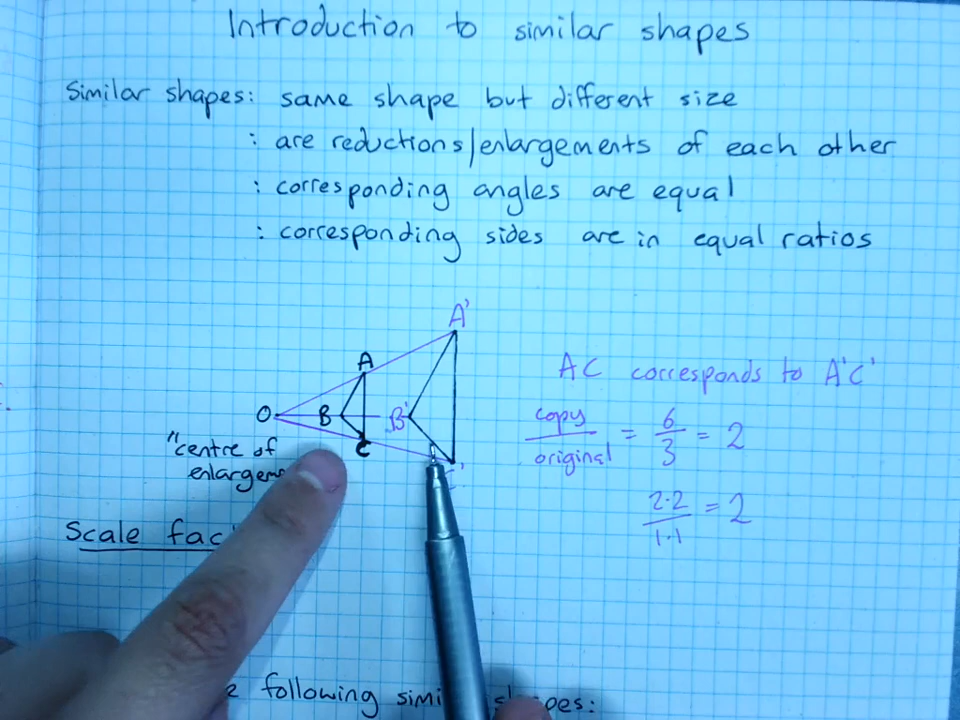 Introduction to similar shapes
Similar shapes: same shape but different size
: are reductions/enlargements of each other
: corresponding angles are equal
: corresponding sides are in equal ratios
A'
A
O
B
B'
C
C'
"centre of
enlargem
AC corresponds to A'C'
copy/original = 6/3 = 2
2.2/1.1 = 2
Scale fac
following simi